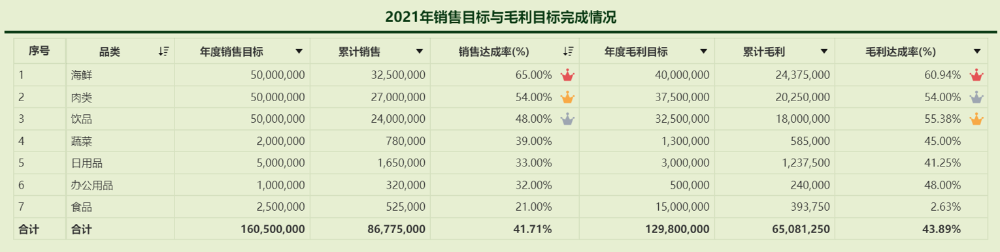 2021年销售目标与毛利目标完成情况
序号 品类 年度销售目标 累计销售 销售达成率(%) 年度毛利目标 累计毛利 毛利达成率(%)
1 海鲜 50,000,000 32,500,000 65.00% 40,000,000 24,375,000 60.94%
2 肉类 50,000,000 27,000,000 54.00% 37,500,000 20,250,000 54.00%
3 饮品 50,000,000 24,000,000 48.00% 32,500,000 18,000,000 55.38%
4 蔬菜 2,000,000 780,000 39.00% 1,300,000 585,000 45.00%
5 日用品 5,000,000 1,650,000 33.00% 3,000,000 1,237,500 41.25%
6 办公用品 1,000,000 320,000 32.00% 500,000 240,000 48.00%
7 食品 2,500,000 525,000 21.00% 15,000,000 393,750 2.63%
合计 合计 160,500,000 86,775,000 41.71% 129,800,000 65,081,250 43.89%